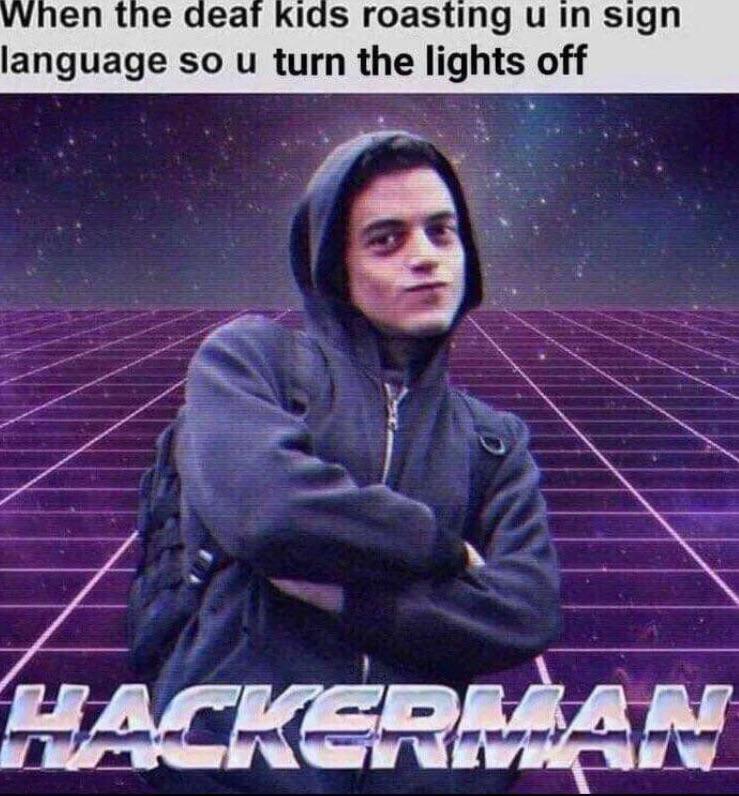 When the deaf kids roasting u in sign
language so u turn the lights off
HACKERMAN